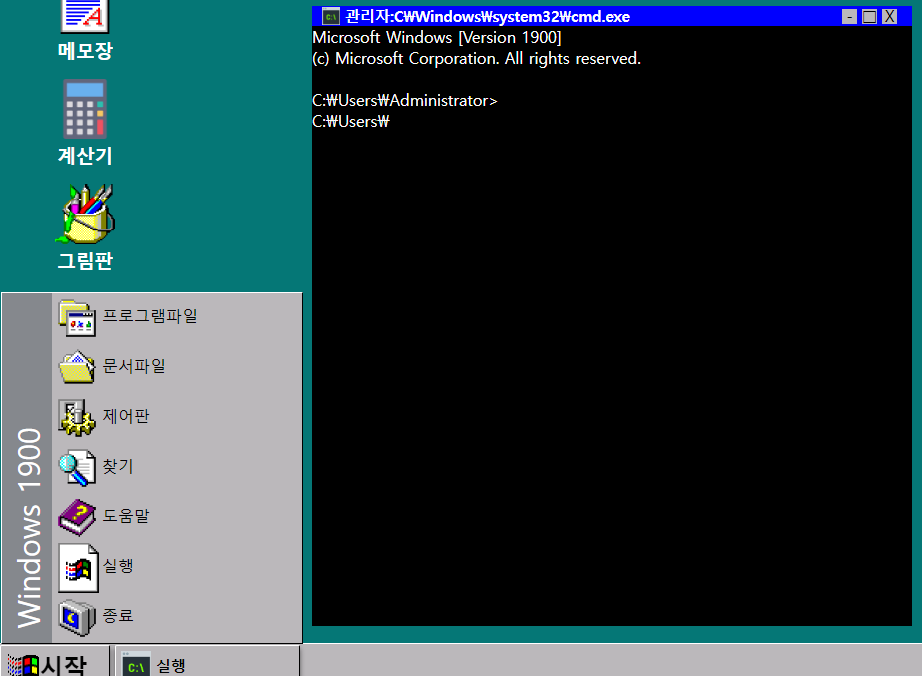 메모장
계산기
그림판
관리자:C₩Windows₩system32₩cmd.exe
Microsoft Windows [Version 1900]
(c) Microsoft Corporation. All rights reserved.
C:₩Users₩Administrator>
C:₩Users₩
Windows 1900
프로그램파일
문서파일
제어판
찾기
도움말
실행
종료
시작
C:\ 실행